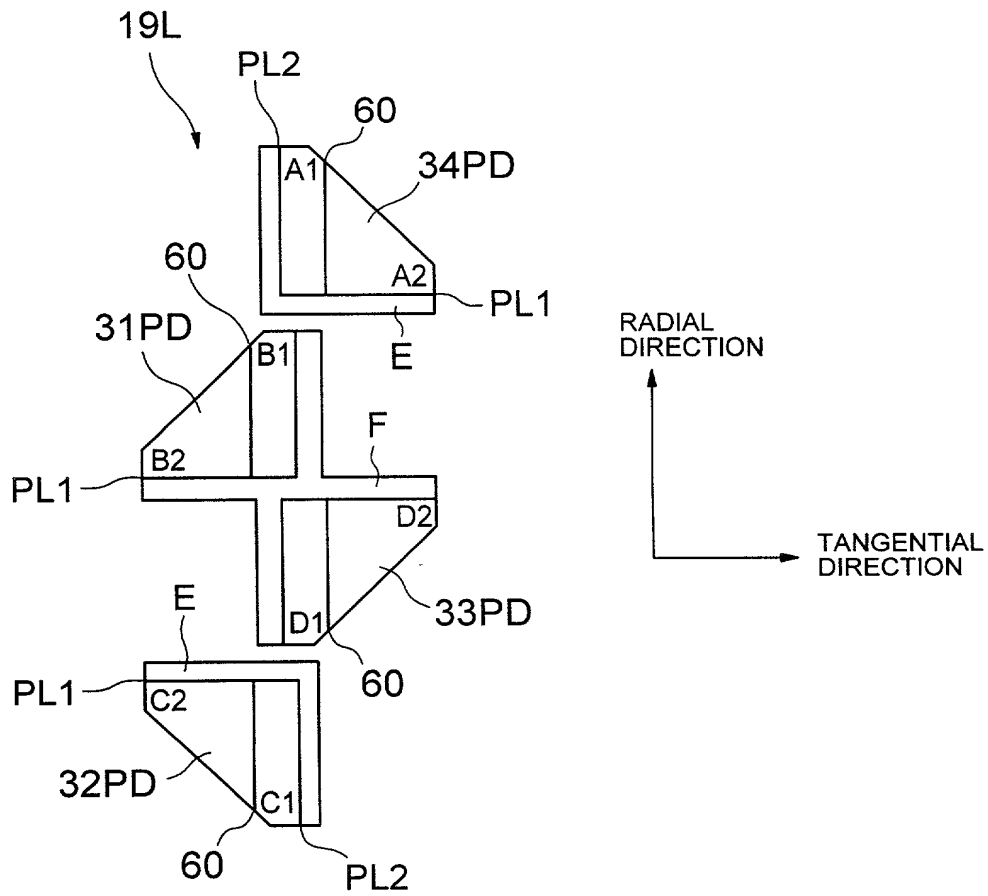 19L
PL2
60
A1
34PD
60
A2
PL1
31PD
B1
E
RADIAL
DIRECTION
F
B2
PL1
D2
TANGENTIAL
DIRECTION
E
D1
33PD
PL1
C2
60
32PD
C1
60
PL2